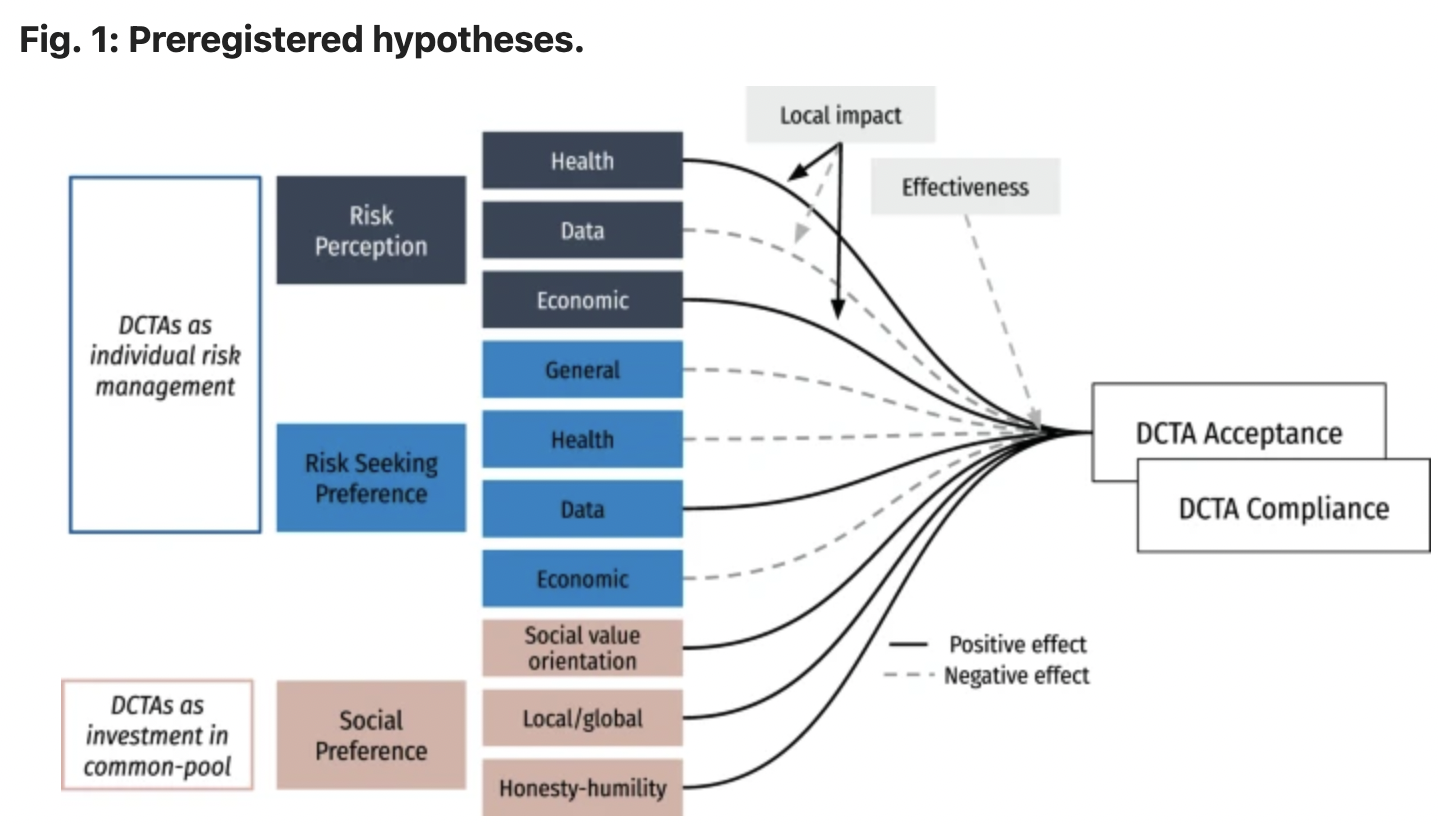 Fig. 1: Preregistered hypotheses.
Local impact
Effectiveness
DCTAs as
individual risk
management
Risk
Perception
Health
Data
Economic
Risk Seeking
Preference
General
Health
Data
Economic
DCTAs as
investment in
common-pool
Social
Preference
Social value
orientation
Local/global
Honesty-humility
DCTA Acceptance
DCTA Compliance
Positive effect
Negative effect